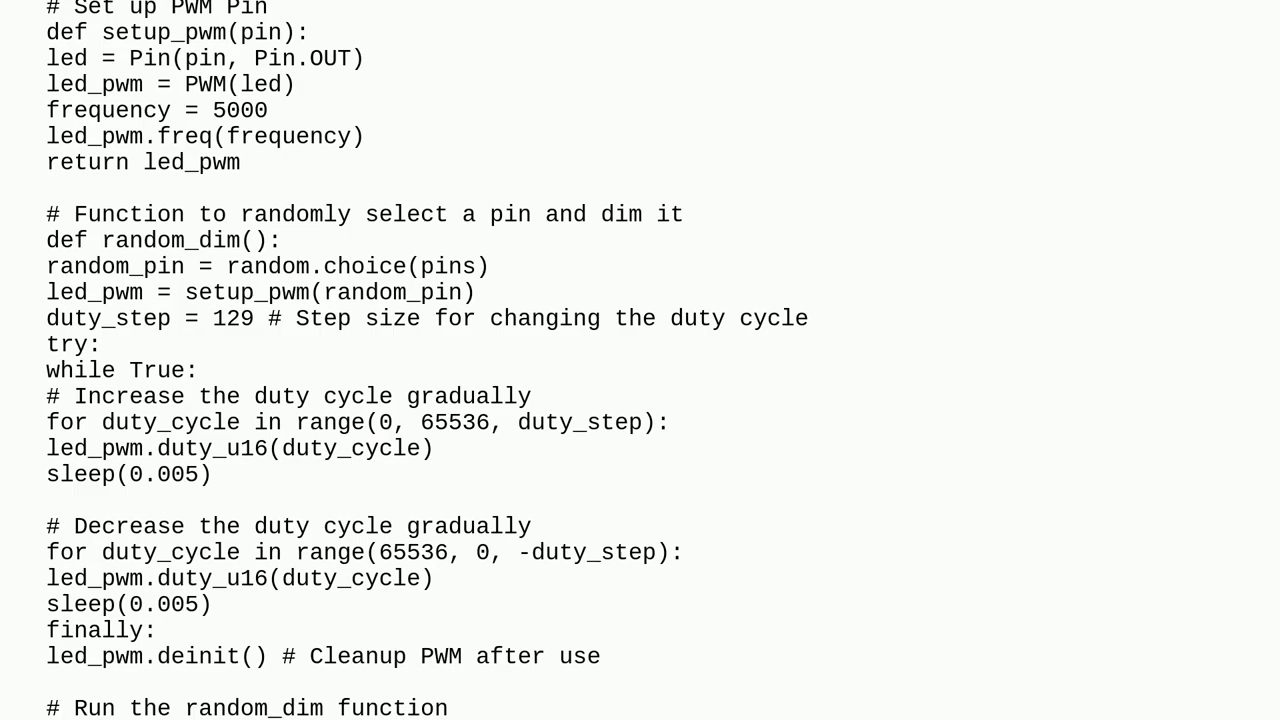 # Set up PWM Pin
def setup_pwm(pin):
led = Pin(pin, Pin.OUT)
led_pwm = PWM(led)
frequency = 5000
led_pwm.freq(frequency)
return led_pwm

# Function to randomly select a pin and dim it
def random_dim():
random_pin = random.choice(pins)
led_pwm = setup_pwm(random_pin)
duty_step = 129 # Step size for changing the duty cycle
try:
while True:
# Increase the duty cycle gradually
for duty_cycle in range(0, 65536, duty_step):
led_pwm.duty_u16(duty_cycle)
sleep(0.005)

# Decrease the duty cycle gradually
for duty_cycle in range(65536, 0, -duty_step):
led_pwm.duty_u16(duty_cycle)
sleep(0.005)
finally:
led_pwm.deinit() # Cleanup PWM after use

# Run the random_dim function